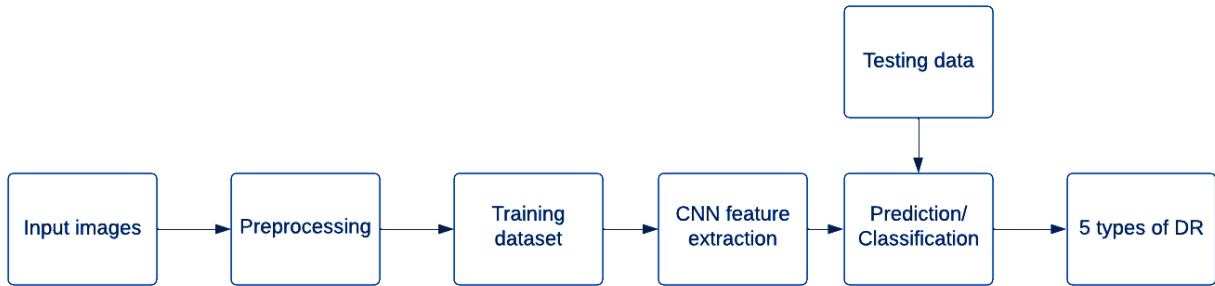 Testing data
Input images
Preprocessing
Training
dataset
CNN feature
extraction
Prediction/
Classification
5 types of DR